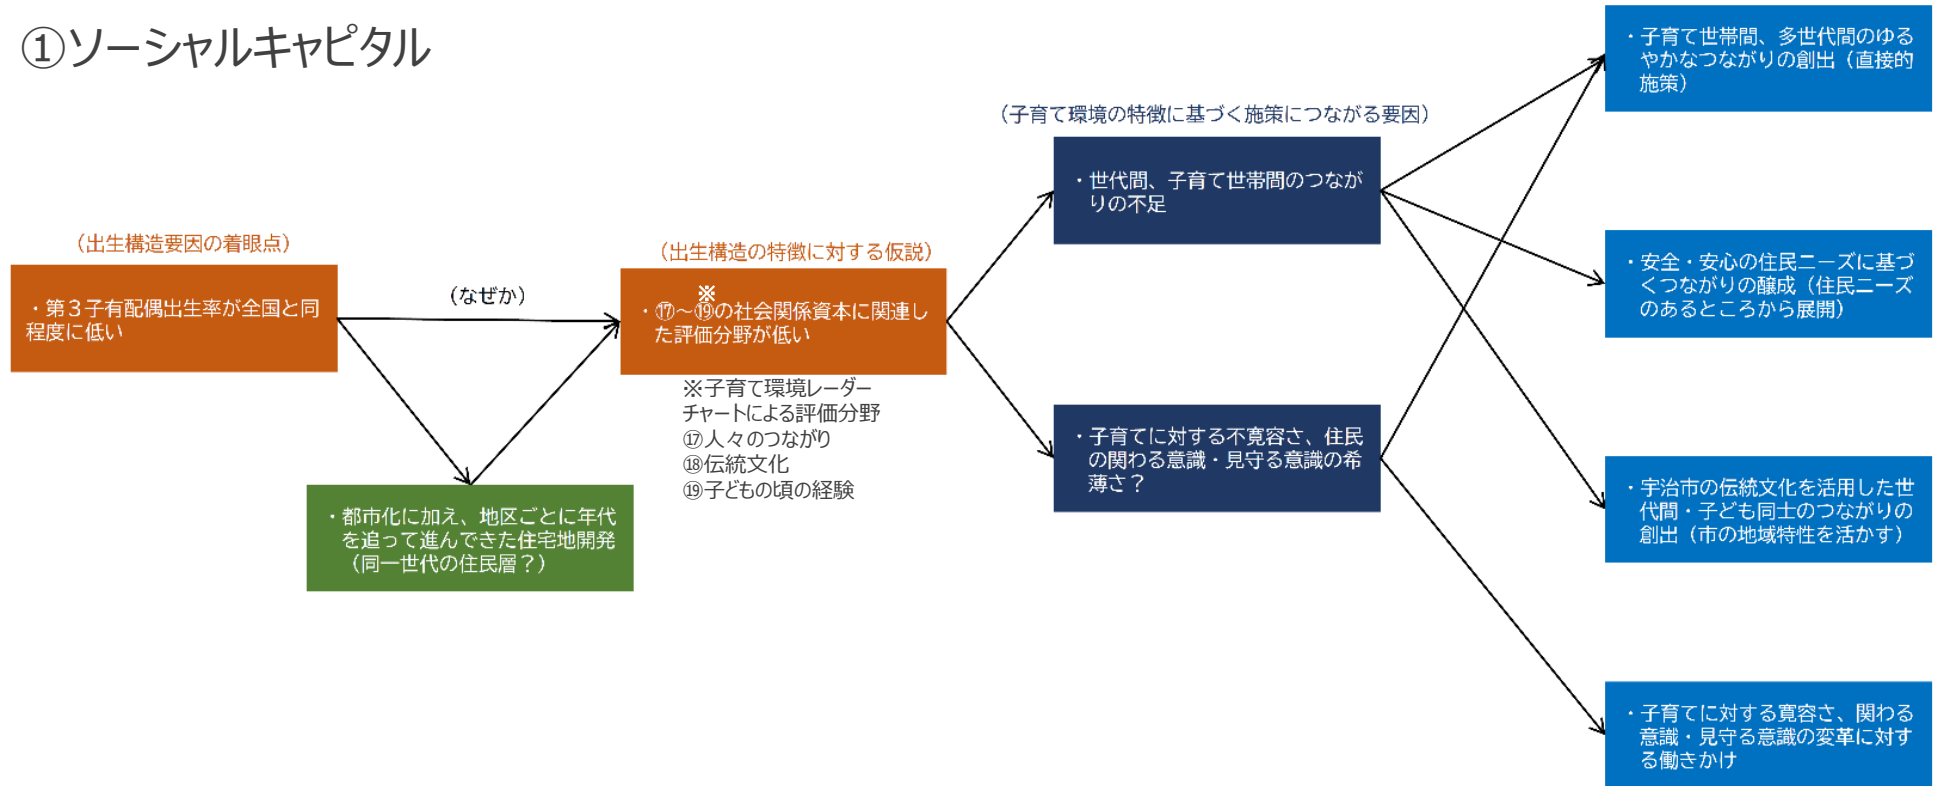 ①ソーシャルキャピタル
（出生構造要因の着眼点）
・第３子有配偶出生率が全国と同
程度に低い
（なぜか）
・都市化に加え、地区ごとに年代
を追って進んできた住宅地開発
（同一世代の住民層？）
（出生構造の特徴に対する仮説）
※
・⑰～⑲の社会関係資本に関連し
た評価分野が低い
※子育て環境レーダー
チャートによる評価分野
⑰人々のつながり
⑱伝統文化
⑲子どもの頃の経験
（子育て環境の特徴に基づく施策につながる要因）
・世代間、子育て世帯間のつなが
りの不足
・子育てに対する不寛容さ、住民
の関わる意識・見守る意識の希
薄さ？
・子育て世帯間、多世代間のゆる
やかなつながりの創出（直接的
施策）
・安全・安心の住民ニーズに基づ
くつながりの醸成（住民ニーズ
のあるところから展開）
・宇治市の伝統文化を活用した世
代間・子ども同士のつながりの
創出（市の地域特性を活かす）
・子育てに対する寛容さ、関わる
意識・見守る意識の変革に対す
る働きかけ